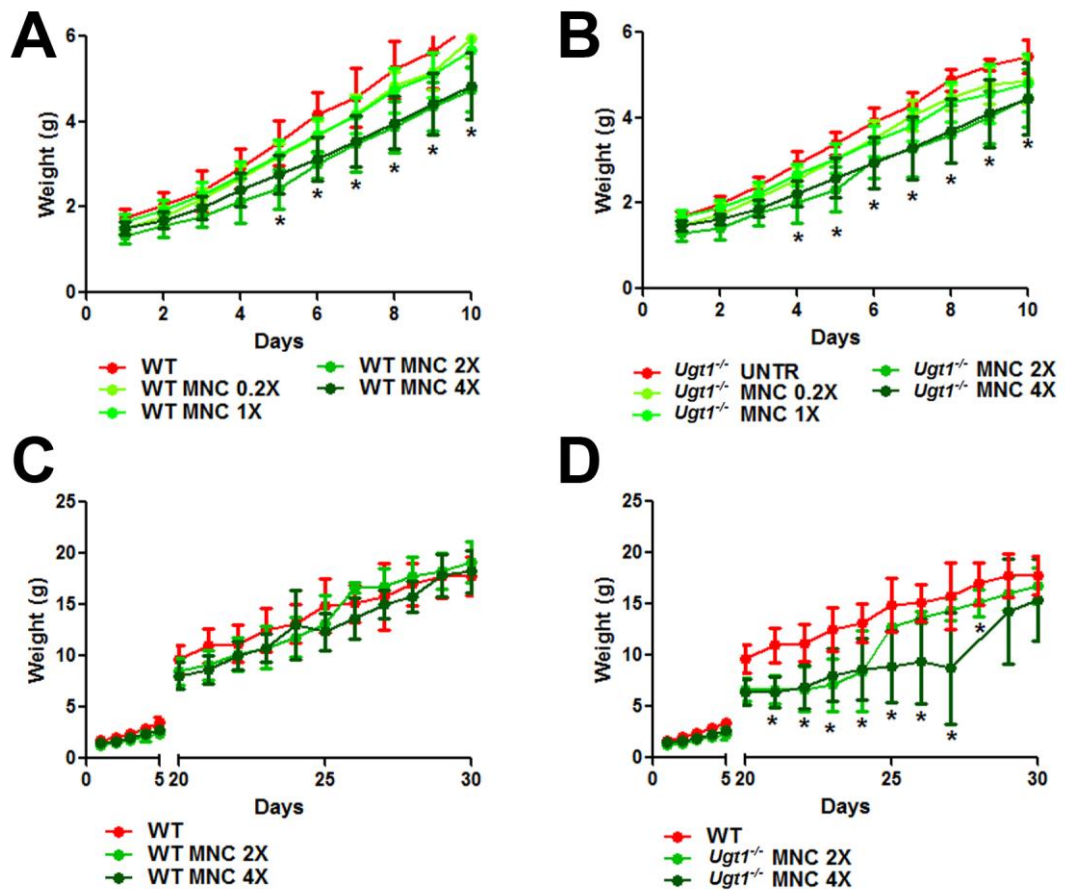 A
6
4
2
0
Weight (g)
* * * * * *
0 2 4 6 8 10
Days
WT
WT MNC 0.2X
WT MNC 1X
WT MNC 2X
WT MNC 4X
B
6
4
2
0
Weight (g)
* * * * * * *
0 2 4 6 8 10
Days
Ugt1-/- UNTR
Ugt1-/- MNC 0.2X
Ugt1-/- MNC 1X
Ugt1-/- MNC 2X
Ugt1-/- MNC 4X
C
25
20
15
10
5
0
Weight (g)
0 5 20 25 30
Days
WT
WT MNC 2X
WT MNC 4X
D
25
20
15
10
5
0
Weight (g)
* * * * * * * *
0 5 20 25 30
Days
WT
Ugt1-/- MNC 2X
Ugt1-/- MNC 4X